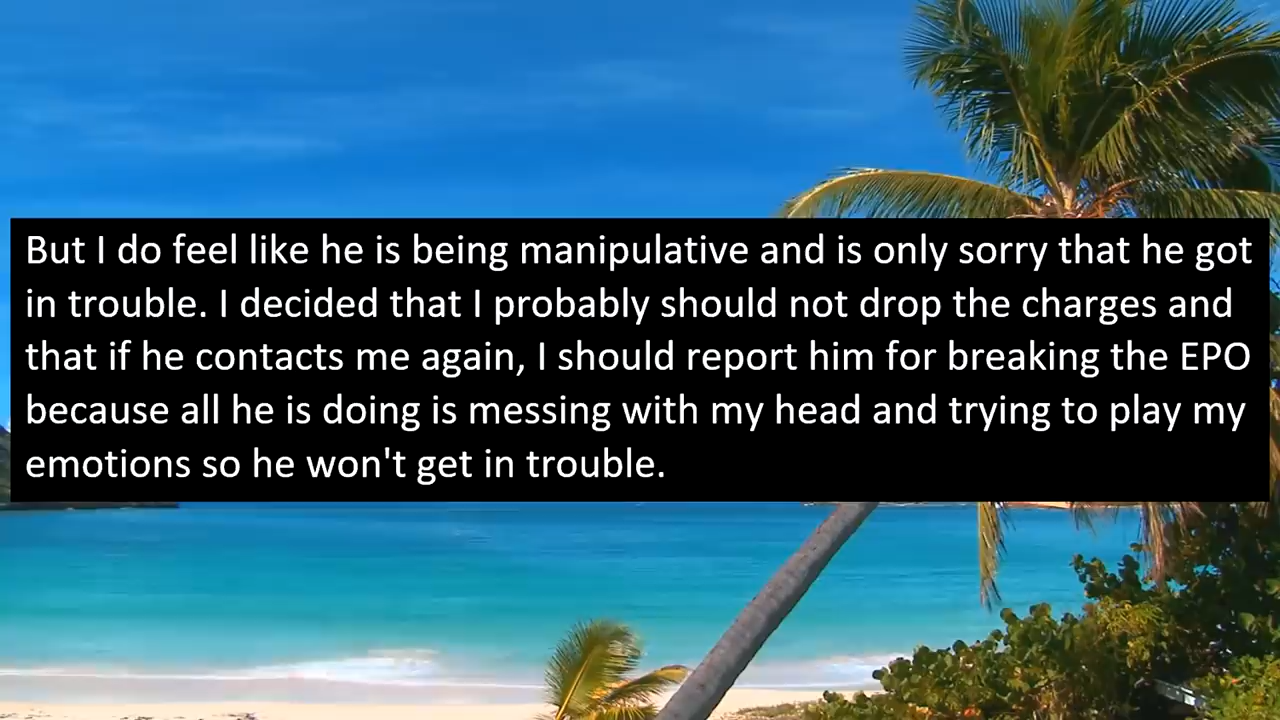 But I do feel like he is being manipulative and is only sorry that he got
in trouble. I decided that I probably should not drop the charges and
that if he contacts me again, I should report him for breaking the EPO
because all he is doing is messing with my head and trying to play my
emotions so he won't get in trouble.